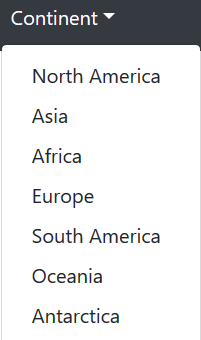 Continent
North America
Asia
Africa
Europe
South America
Oceania
Antarctica